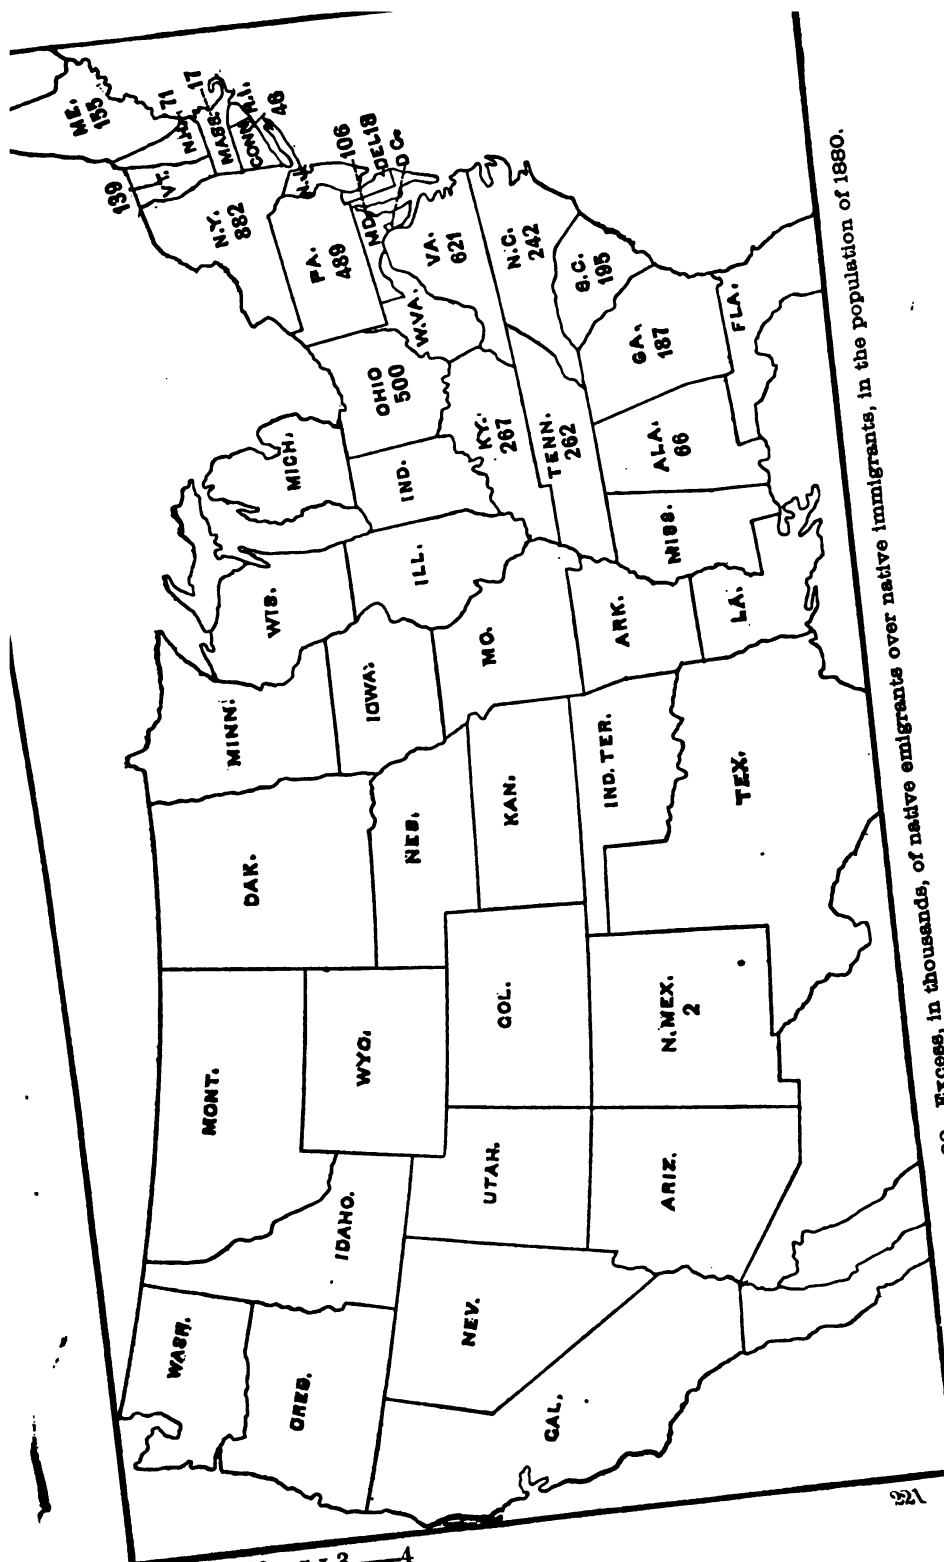 WASH.
OREG.
CAL.
NEV.
IDAHO.
MONT.
WYO.
UTAH.
ARIZ.
COL.
N. MEX.
2
DAK.
NEB.
KAN.
IND. TER.
TEX.
MINN.
IOWA.
MO.
ARK.
LA.
WIS.
ILL.
MISS.
MICH.
IND.
OHIO
500
KY.
267
TENN.
262
ALA.
66
GA.
187
FLA.
S.C.
195
N.C.
242
VA.
621
W.VA.
PA.
489
N.Y.
882
MD.
106
DEL 18
D C.
N.J.
CONN.
R.I.
46
MASS.
17
N.H.
71
VT.
139
ME.
155
Excess, in thousands, of native emigrants over native immigrants, in the population of 1880.
221
4